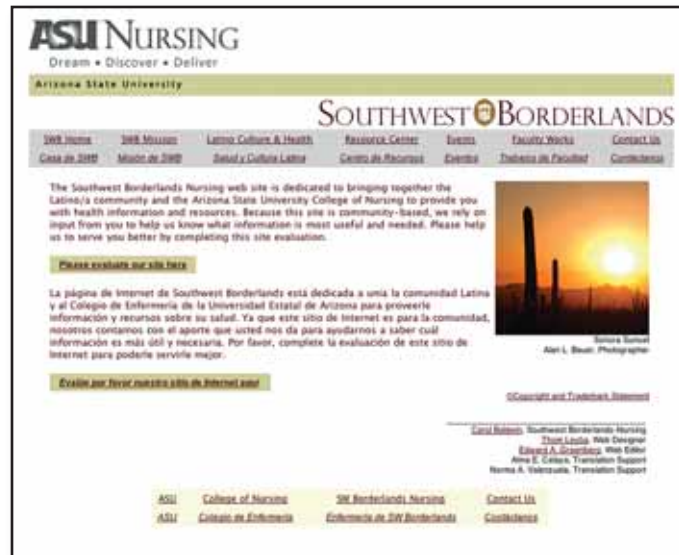 ASU NURSING
Dream • Discover • Deliver
Arizona State University
SOUTHWEST BORDERLANDS
SWB Home SWB Mission Latino Culture & Health Resource Center Events Faculty Works Contact Us
Casa de SWB Misión de SWB Salud y Cultura Latina Centro de Recursos Eventos Trabajos de Facultad Contáctenos
The Southwest Borderlands Nursing web site is dedicated to bringing together the
Latino/a community and the Arizona State University College of Nursing to provide you
with health information and resources. Because this site is community-based, we rely on
input from you to help us know what information is most useful and needed. Please help
us to serve you better by completing this site evaluation.
Please evaluate our site here
La página de Internet de Southwest Borderlands está dedicada a unir la comunidad Latina
y al Colegio de Enfermería de la Universidad Estatal de Arizona para proveerle
información y recursos sobre su salud. Ya que este sitio de Internet es para la comunidad,
nosotros contamos con el aporte que usted nos da para ayudarnos a saber cuál
información es más útil y necesaria. Por favor, complete la evaluación de este sitio de
Internet para poderle servirle mejor.
Evalúe por favor nuestro sitio de Internet aquí
Sonora Sunset
Alan L. Photographer
©Copyright and Trademark Statement
Carol Baldwin, Southwest Borderlands Nursing
Thom Web Designer
Edward A. Greenberg, Web Editor
Alma E. Celaya, Translation Support
Norma A. Valenzuela, Translation Support
ASU College of Nursing SW Borderlands Nursing Contact Us
ASU Colegio de Enfermería Enfermería de SW Borderlands Contáctenos